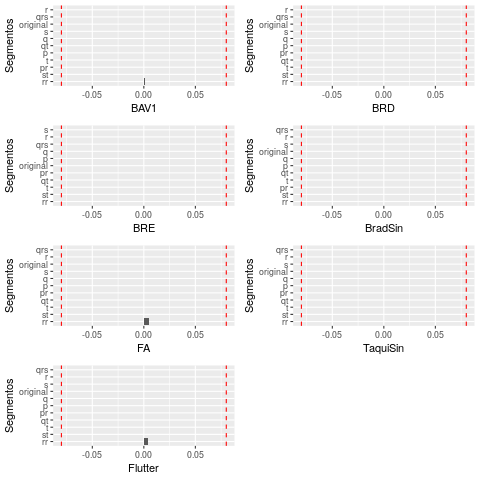 Segmentos
r
qrs
original
s
q
qt
p
t
pr
st
rr
-0.05 0.00 0.05
BAV1
Segmentos
r
qrs
original
s
q
p
pr
qt
t
st
rr
-0.05 0.00 0.05
BRD
Segmentos
s
r
qrs
q
p
original
pr
qt
t
st
rr
-0.05 0.00 0.05
BRE
Segmentos
qrs
r
s
original
q
p
qt
t
pr
st
rr
-0.05 0.00 0.05
BradSin
Segmentos
qrs
r
original
s
q
p
pr
qt
t
st
rr
-0.05 0.00 0.05
FA
Segmentos
qrs
r
s
original
q
p
pr
qt
t
st
rr
-0.05 0.00 0.05
TaquiSin
Segmentos
qrs
r
s
original
q
p
pr
qt
t
st
rr
-0.05 0.00 0.05
Flutter